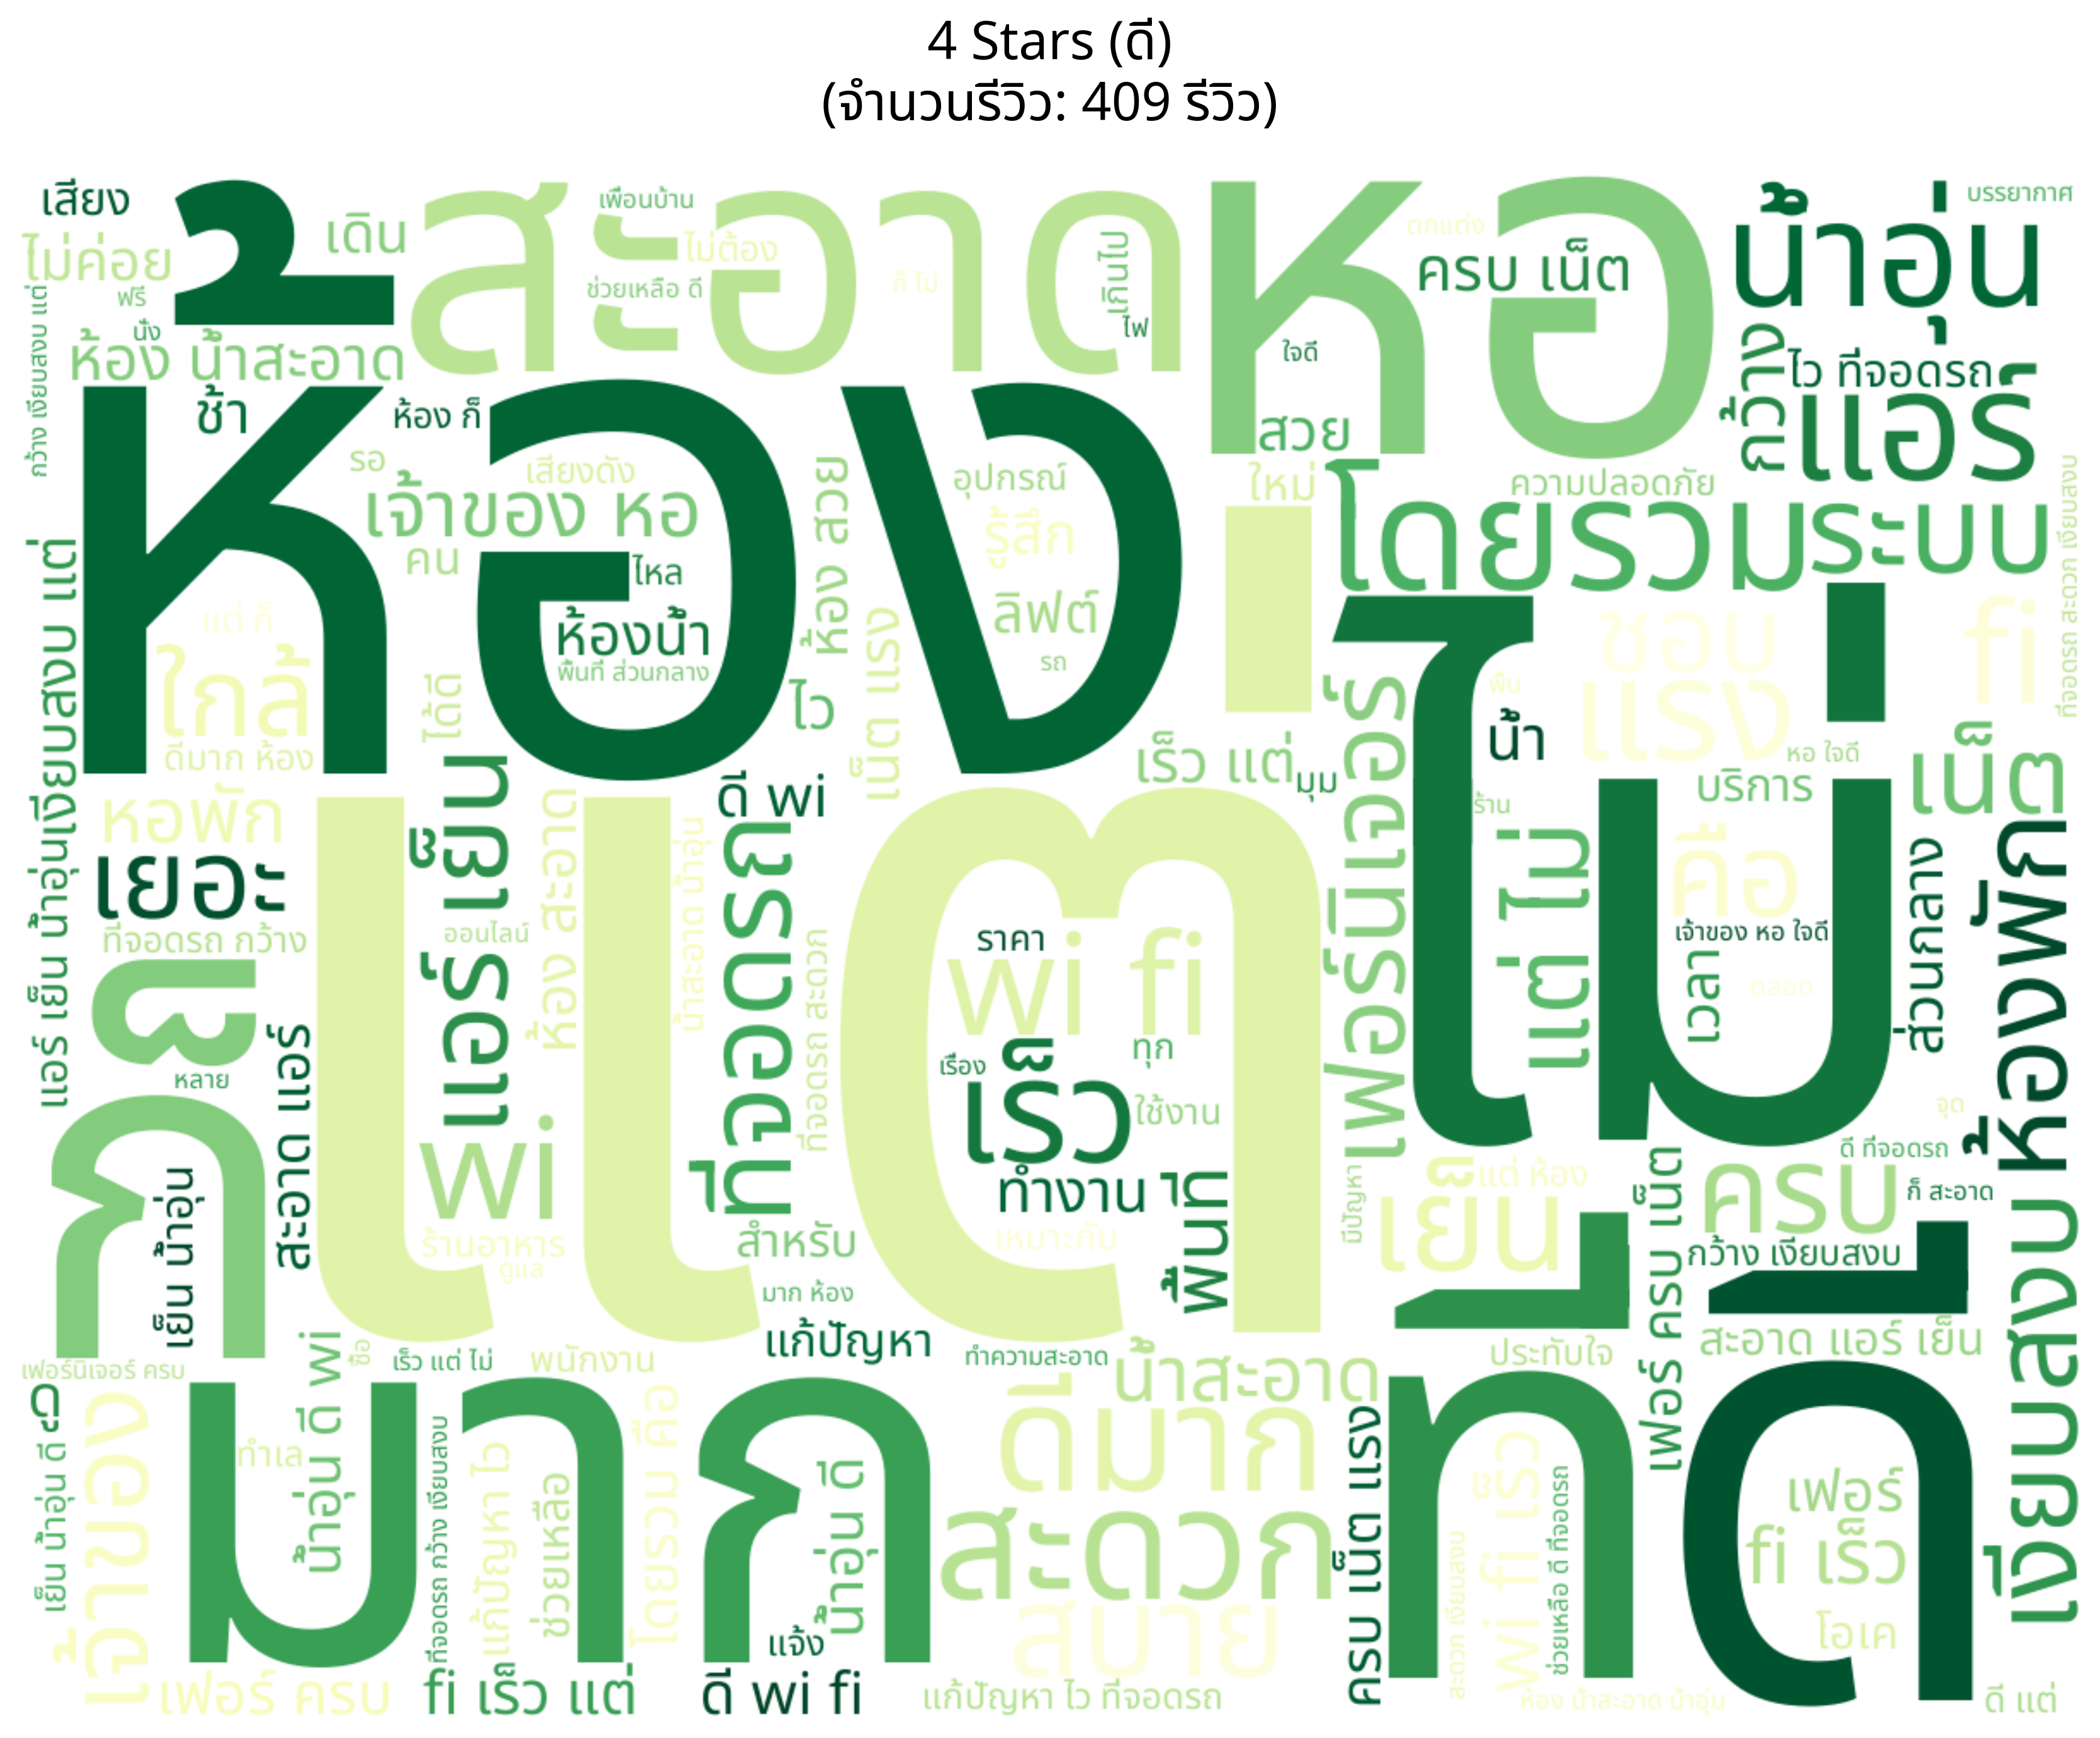 4 Stars (ดี)
(จำนวนรีวิว: 409 รีวิว)
เสียง
เดิน
สะอาด
เพื่อนบ้าน
ไม่ต้อง
ช่วยเหลือ ดี
ก็ ไม่
เกินไป
ไฟ
หอ
ตกแต่ง
ครบ เน็ต
ใจดี
สวย
น้ำอุ่น
บรรยากาศ
ไม่ค่อย
ฟรี
นั่ง
กว้าง เงียบสงบ แต่
ห้อง น้ำสะอาด
ห้อง
ช้า
ห้อง ก็
รอ
เสียงดัง
เจ้าของ หอ
คน
ไหล
ห้องน้ำ
พื้นที่ ส่วนกลาง
ห้อง สวย
อุปกรณ์
รู้สึก
ลิฟต์
รถ
ใหม่
กว้าง
ไว ที่จอดรถ
แอร์
ความปลอดภัย
โดยรวม
ระบบ
สะดวก เงียบสงบ
ที่จอดรถ สะดวก เงียบสงบ
เงียบสงบ แต่
แต่ ก็
ใกล้
ดีมาก ห้อง
ได้ดี
ไว
เน็ต แรง
เร็ว แต่
มุม
เฟอร์นิเจอร์
ไม่
พื้น
น้ำ
ชอบ
แรง
fi
หอ ใจดี
บริการ
เน็ต
ร้าน
แต่ ไม่
คือ
เจ้าของ หอ ใจดี
เวลา
ตลอด
ส่วนกลาง
ห้องพัก
หอพัก
เยอะ
ที่จอดรถ กว้าง
แอร์ เย็น น้ำอุ่น
แอร์ เย็น
ออนไลน์
ห้อง สะอาด
น้ำสะอาด น้ำอุ่น
ดี wi
ที่จอดรถ
ที่จอดรถ สะดวก
แต่
ราคา
wi fi
เรื่อง
เร็ว
ทุก
ใช้งาน
ทำงาน
เหมาะกับ
พื้นที่
ก็
หลาย
สะอาด แอร์
เย็น น้ำอุ่น
wi
ร้านอาหาร
ดูแล
สำหรับ
มาก ห้อง
แก้ปัญหา
มีปัญหา
เย็น
แต่ ห้อง
เฟอร์ ครบ เน็ต
ครบ
จุด
ดี ที่จอดรถ
ก็ สะอาด
กว้าง เงียบสงบ
สะอาด แอร์ เย็น
เงียบสงบ
เฟอร์นิเจอร์ ครบ
ดู
เย็น น้ำอุ่น ดี
เจ้าของ
มาก
ทำเล
น้ำอุ่น ดี wi
ซื้อ
เร็ว แต่ ไม่
พนักงาน
ที่จอดรถ กว้าง เงียบสงบ
แก้ปัญหา ไว
ช่วยเหลือ
โดยรวม คือ
น้ำอุ่น ดี
แจ้ง
ทำความสะอาด
น้ำสะอาด
ดีมาก
สะดวก
สบาย
ครบ เน็ต แรง
ประทับใจ
ที่
wi fi เร็ว
ช่วยเหลือ ดี ที่จอดรถ
ห้อง น้ำสะอาด น้ำอุ่น
ดี
เฟอร์
fi เร็ว
โอเค
ดี แต่
เฟอร์ ครบ
fi เร็ว แต่
ดี wi fi
แก้ปัญหา ไว ที่จอดรถ